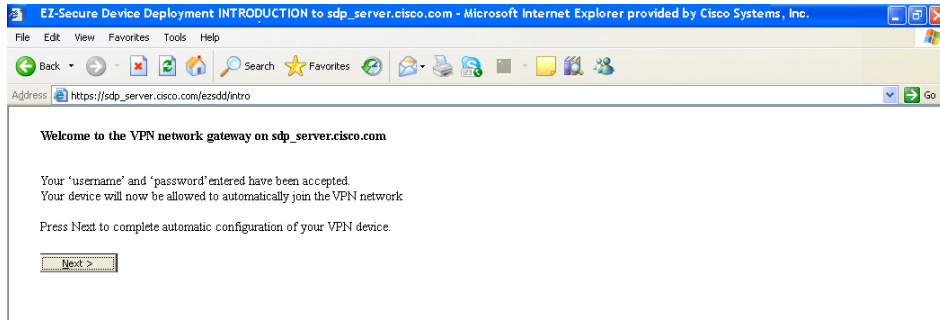 EZ-Secure Device Deployment INTRODUCTION to sdp_server.cisco.com - Microsoft Internet Explorer provided by Cisco Systems, Inc.
File Edit View Favorites Tools Help
Back Search Favorites
Address https://sdp_server.cisco.com/ezsdd/intro Go
Welcome to the VPN network gateway on sdp_server.cisco.com
Your ‘username’ and ‘password’ entered have been accepted.
Your device will now be allowed to automatically join the VPN network
Press Next to complete automatic configuration of your VPN device.
Next >